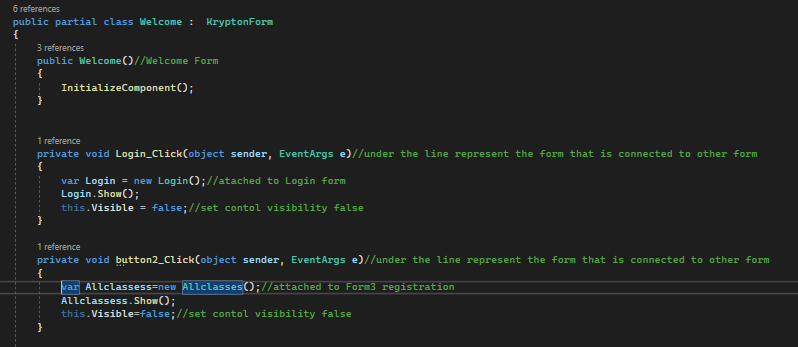 6 references
public partial class Welcome : KryptonForm
{
3 references
public Welcome()//Welcome Form
{
InitializeComponent();
}
1 reference
private void Login_Click(object sender, EventArgs e)//under the line represent the form that is connected to other form
{
var Login = new Login();//atached to Login form
Login.Show();
this.Visible = false;//set contol visibility false
}
1 reference
private void button2_Click(object sender, EventArgs e)//under the line represent the form that is connected to other form
{
var Allclassess=new Allclasses();//attached to Form3 registration
Allclassess.Show();
this.Visible=false;//set contol visibility false
}